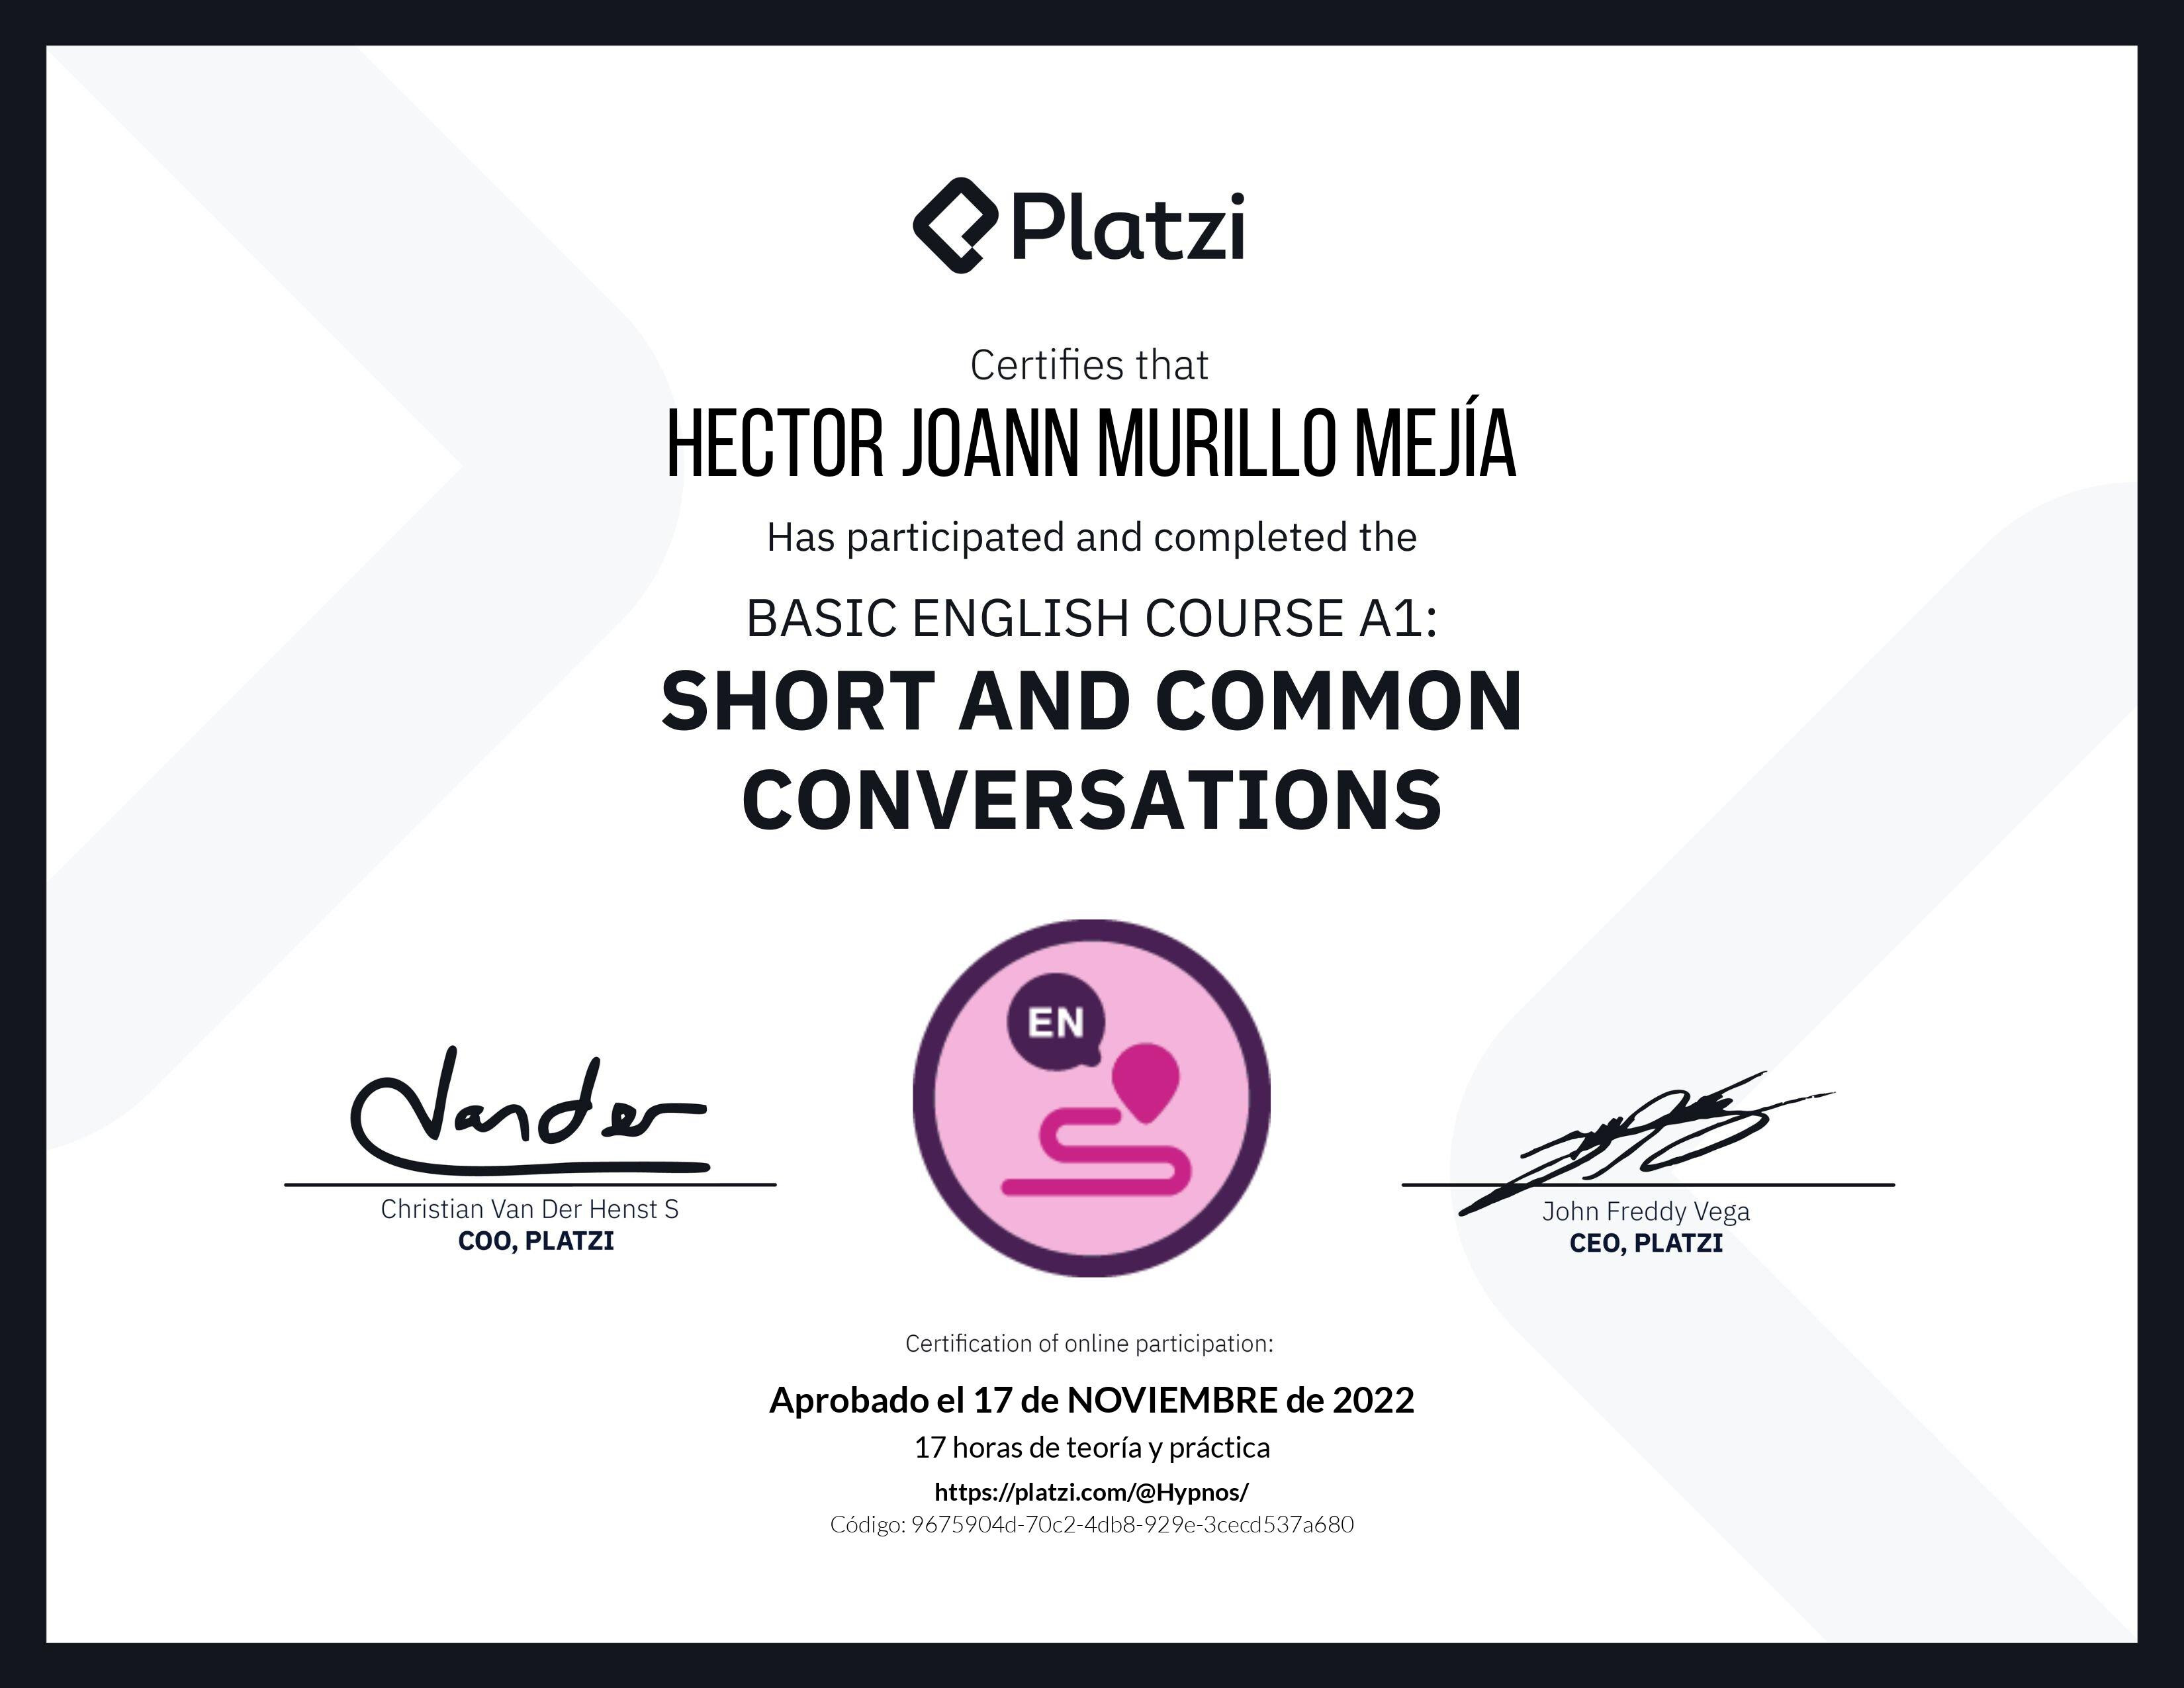 Platzi
Certifies that
HECTOR JOANN MURILLO MEJÍA
Has participated and completed the
BASIC ENGLISH COURSE A1:
SHORT AND COMMON
CONVERSATIONS
EN
Vander
Christian Van Der Henst S
COO, PLATZI
John Freddy Vega
CEO, PLATZI
Certification of online participation:
Aprobado el 17 de NOVIEMBRE de 2022
17 horas de teoría y práctica
https://platzi.com/@Hypnos/
Código: 9675904d-70c2-4db8-929e-3cecd537a680